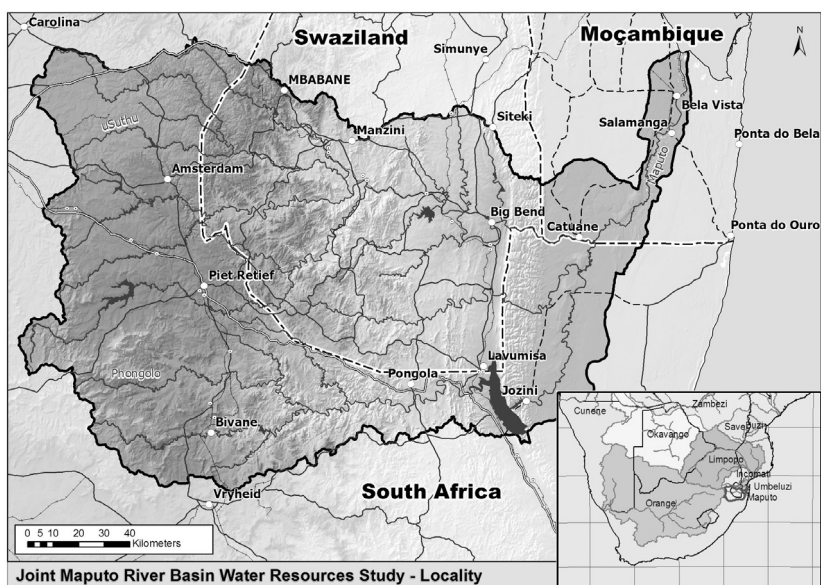 Carolina
Swaziland
Moçambique
N
Simunye
MBABANE
Bela Vista
usuthu
Siteki
Salamanga
Manzini
Ponta do Bela
Maputo
Amsterdam
Big Bend
Catuane
Ponta do Ouro
Piet Retief
Phongolo
Lavumisa
Pongola
Jozini
Bivane
South Africa
Vryheid
0 5 10 20 30 40
Kilometers
Cunene
Zambezi
Save
Okavango
Limpopo
Incomati
Umbeluzi
Maputo
Orange
Joint Maputo River Basin Water Resources Study - Locality